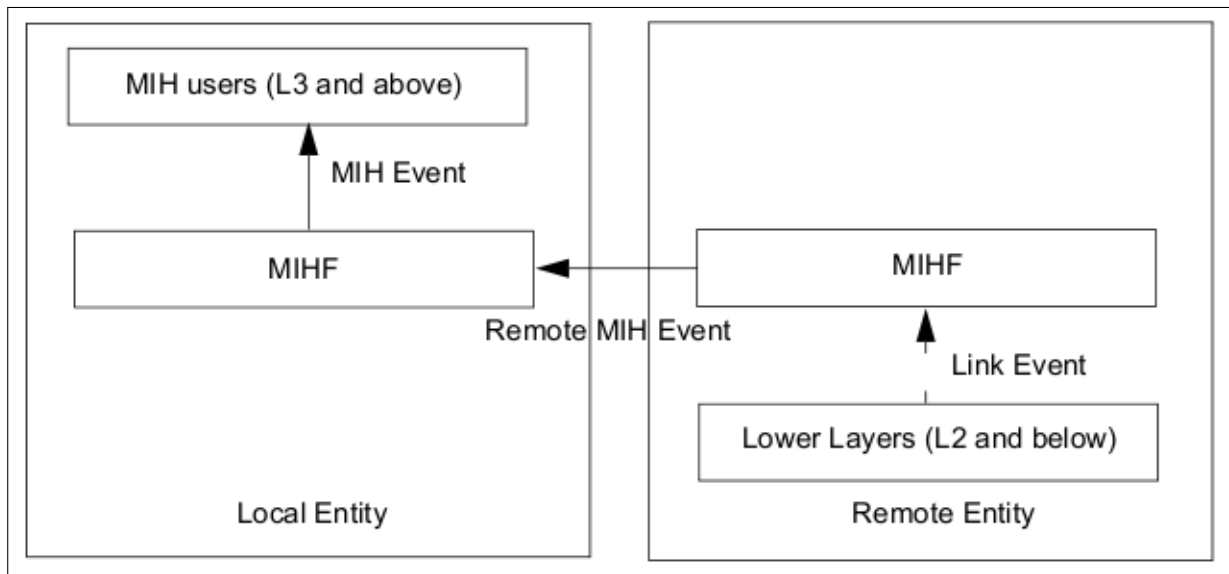 MIH users (L3 and above)
MIH Event
MIHF
MIHF
Remote MIH Event
Link Event
Lower Layers (L2 and below)
Local Entity
Remote Entity